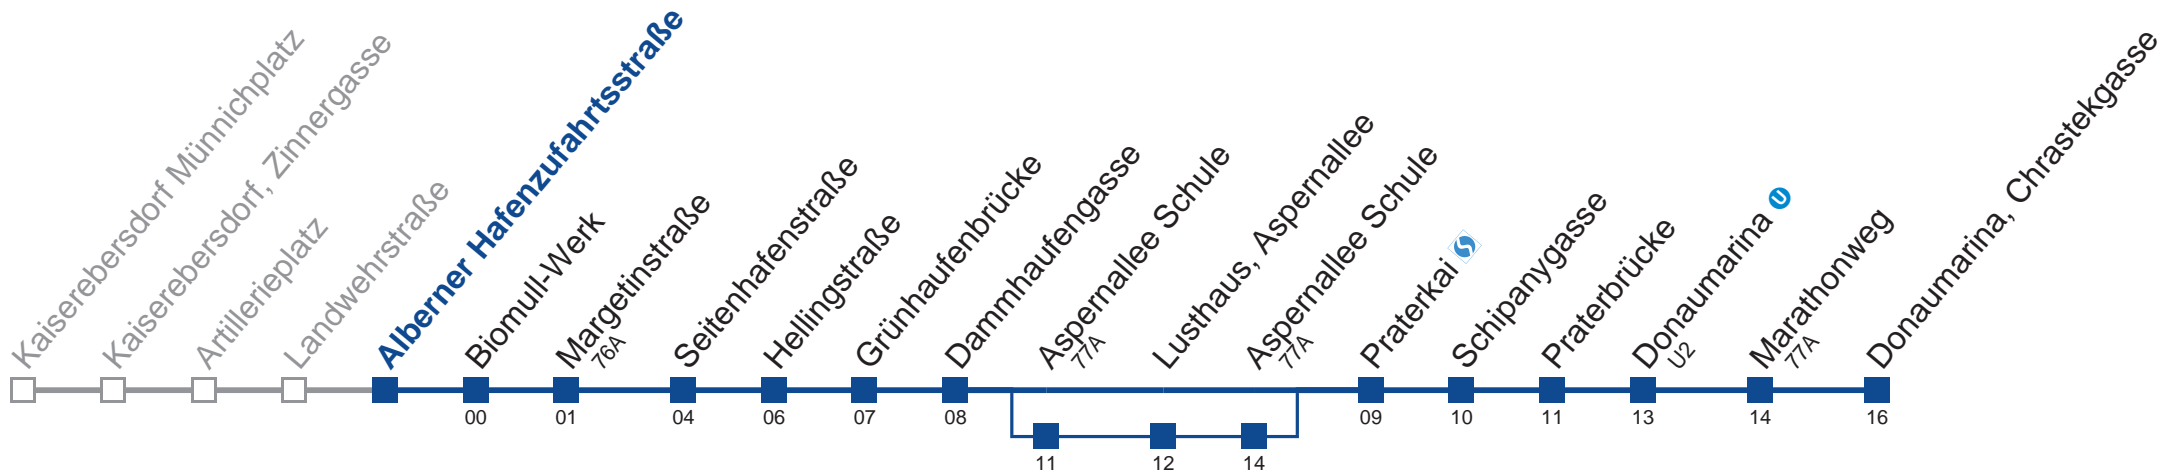 Kaiserebersdorf Münnichplatz
Kaiserebersdorf, Zinnergasse
Artillerieplatz
Landwehrstraße
Alberner Hafenzufahrtsstraße
Biomull-Werk
00
Margetinstraße
76A
01
Seitenhafenstraße
04
Hellingstraße
06
Grünhaufenbrücke
07
Dammhaufengasse
08
Aspernallee Schule
77A
11
Lusthaus, Aspernallee
12
Aspernallee Schule
77A
14
Praterkai
09
Schipanygasse
10
Praterbrücke
11
Donaumarina U
U2
13
Marathonweg
77A
14
Donaumarina, Chrastekgasse
16